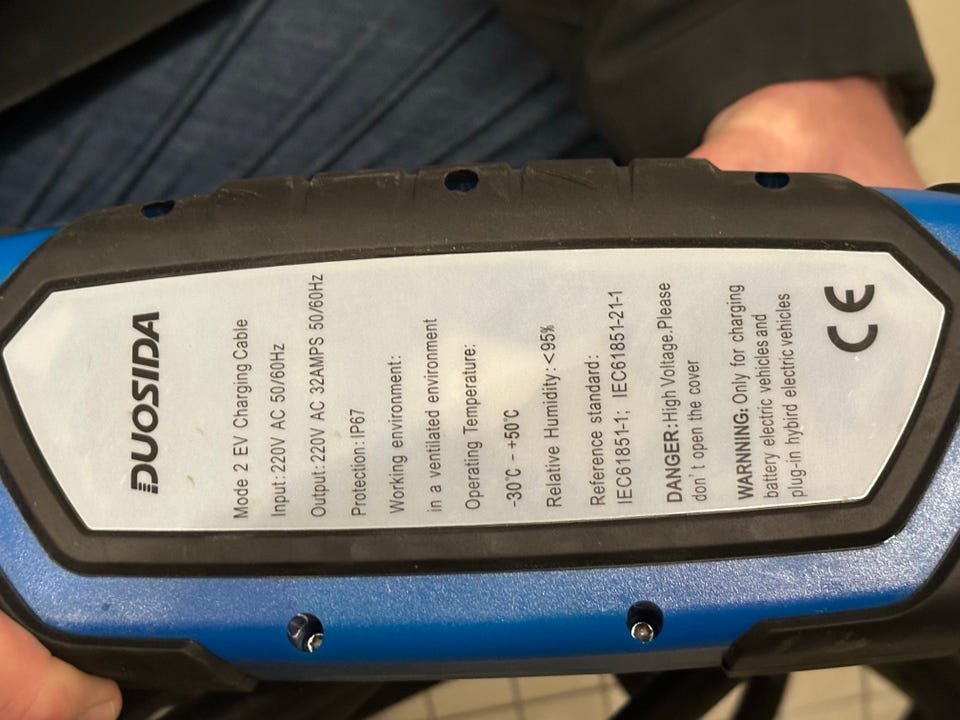 DUOSIDA
Mode 2 EV Charging Cable
Input: 220V AC 50/60Hz
Output: 220V AC 32AMPS 50/60Hz
Protection: IP67
Working environment:
in a ventilated environment
Operating Temperature:
-30℃ - +50℃
Relative Humidity: <95%
Reference standard:
IEC61851-1; IEC61851-21-1
DANGER: High Voltage.Please
don't open the cover
WARNING: Only for charging
battery electric vehicles and
plug-in hybird electric vehicles
CE